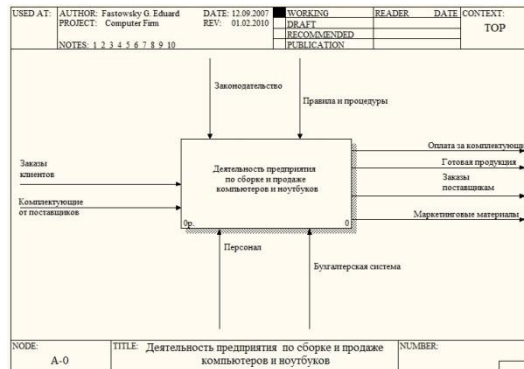 USED AT:
AUTHOR: Fastowsky G. Eduard
DATE: 12.09.2007
WORKING
READER
DATE
CONTEXT:
PROJECT: Computer Firm
REV: 01.02.2010
DRAFT
TOP
RECOMMENDED
NOTES: 1 2 3 4 5 6 7 8 9 10
PUBLICATION
Законодательство
Правила и процедуры
Оплата за комплектующи
Заказы
клиентов
Деятельность предприятия
по сборке и продаже
компьютеров и ноутбуков
Готовая продукция
Заказы
поставщикам
Комплектующие
от поставщиков
Маркетинговые материалы
0р.
0
Персонал
Бухгалтерская система
NODE:
A-0
TITLE:
Деятельность предприятия по сборке и продаже
компьютеров и ноутбуков
NUMBER: